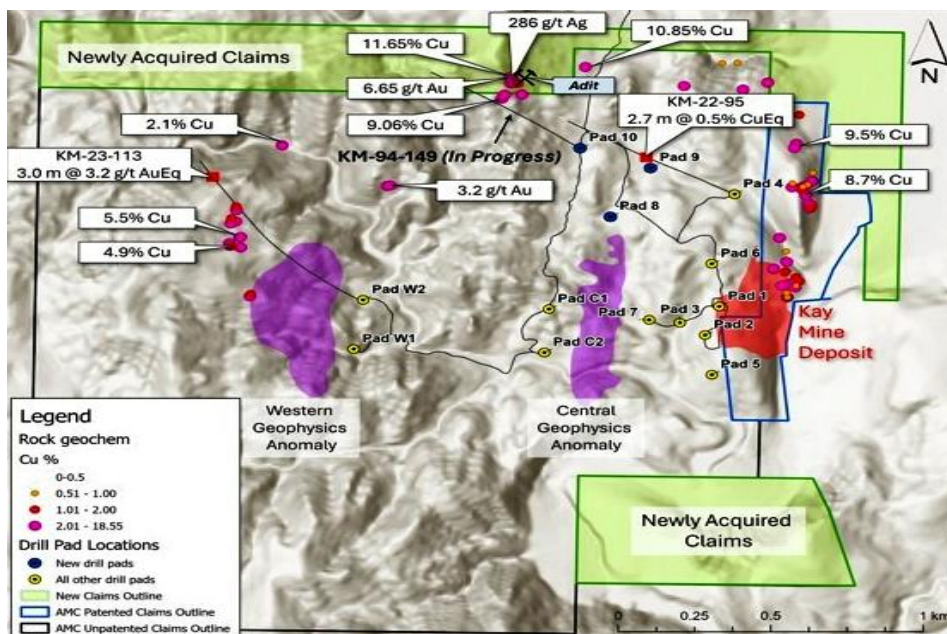 Newly Acquired Claims
286 g/t Ag
11.65% Cu
10.85% Cu
6.65 g/t Au
Adit
N
9.06% Cu
KM-22-95
2.7 m @ 0.5% CuEq
2.1% Cu
Pad 10
9.5% Cu
KM-94-149 (In Progress)
KM-23-113
3.0 m @ 3.2 g/t AuEq
Pad 9
3.2 g/t Au
Pad 4
8.7% Cu
5.5% Cu
Pad 8
4.9% Cu
Pad 6
Pad W2
Pad C1
Pad 7
Pad 3
Pad 1
Kay
Mine
Deposit
Pad 2
Pad W1
Pad C2
Pad 5
Western
Geophysics
Anomaly
Central
Geophysics
Anomaly
Legend
Rock geochem
Cu %
0-0.5
0.51 - 1.00
1.01 - 2.00
2.01 - 18.55
Drill Pad Locations
New drill pads
All other drill pads
New Claims Outline
AMC Patented Claims Outline
AMC Unpatented Claims Outline
Newly Acquired
Claims
0 0.25 0.5 1 km